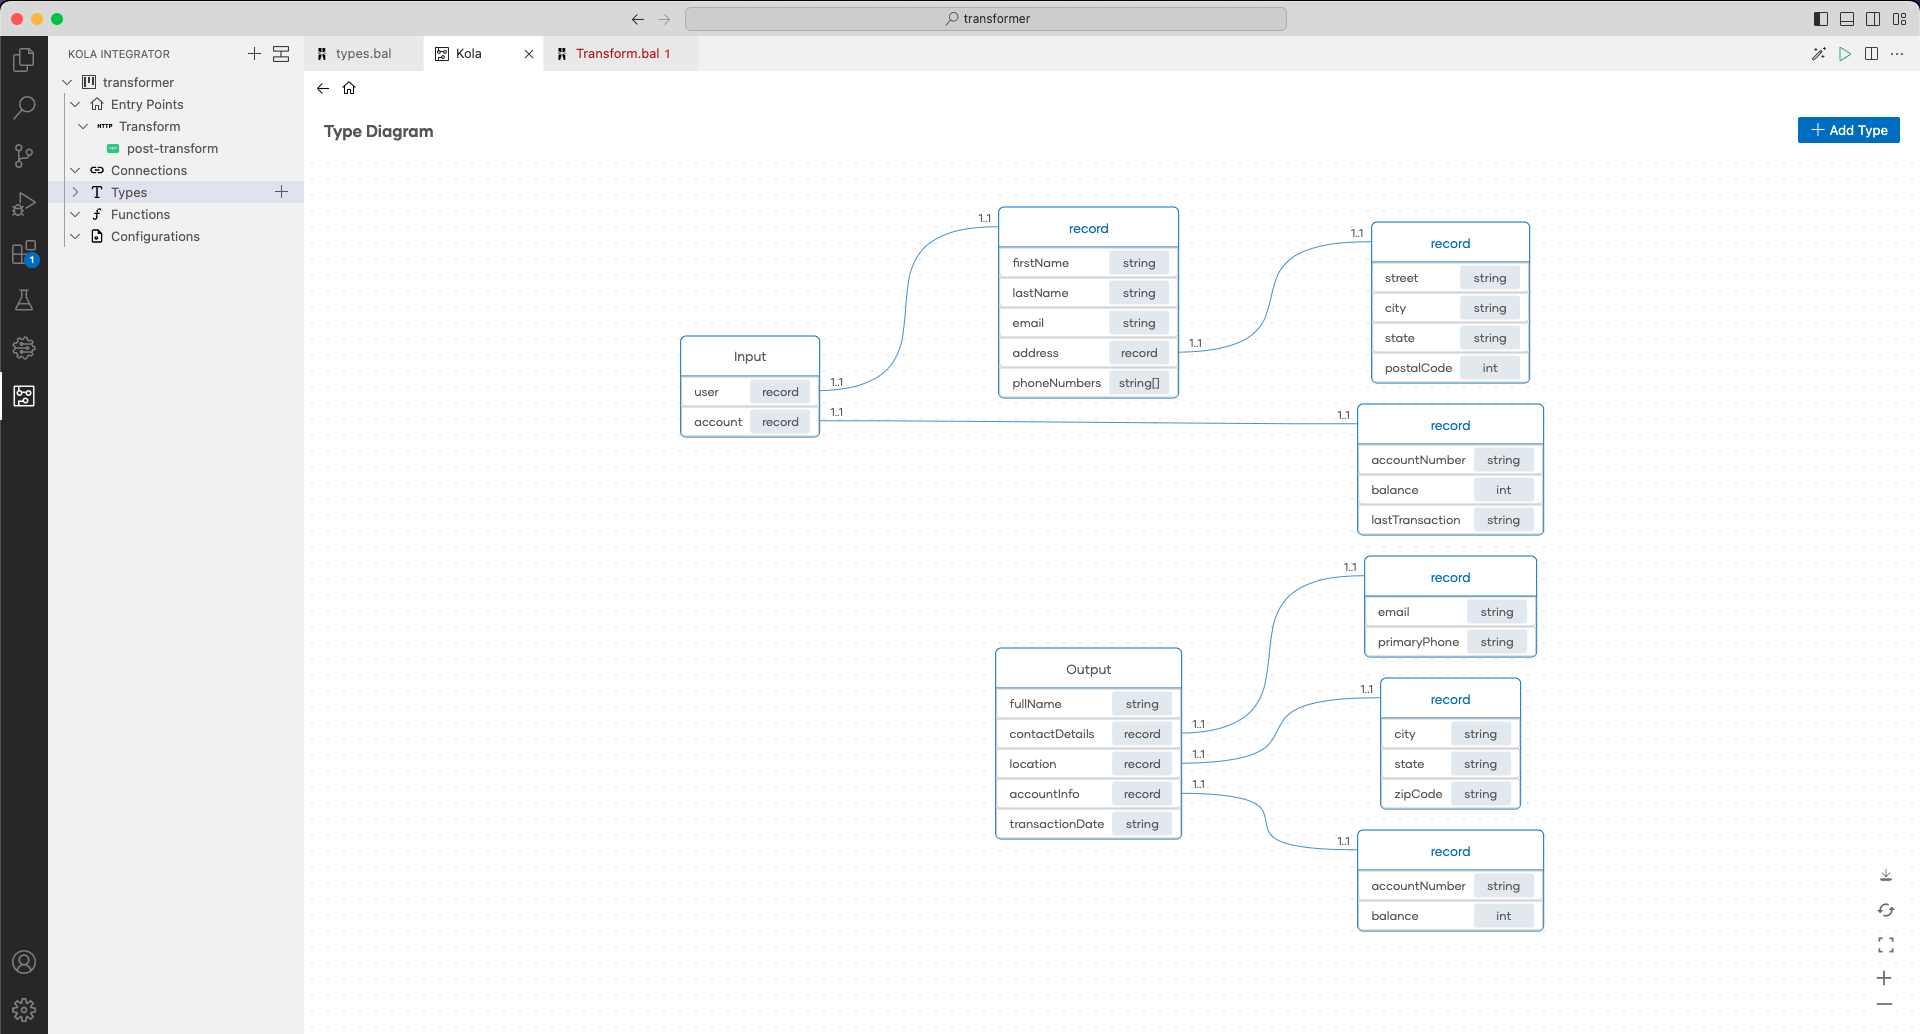 transformer
KOLA INTEGRATOR
transformer
Entry Points
HTTP Transform
post-transform
Connections
Types
Functions
Configurations
1
types.bal
Kola
Transform.bal 1
Type Diagram
Add Type
Input
user record
account record
1..1
1..1
1..1
record
firstName string
lastName string
email string
address record
phoneNumbers string[]
1..1
1..1
record
street string
city string
state string
postalCode int
1..1
record
accountNumber string
balance int
lastTransaction string
Output
fullName string
contactDetails record
location record
accountInfo record
transactionDate string
1..1
1..1
1..1
1..1
record
email string
primaryPhone string
1..1
record
city string
state string
zipCode string
1..1
record
accountNumber string
balance int